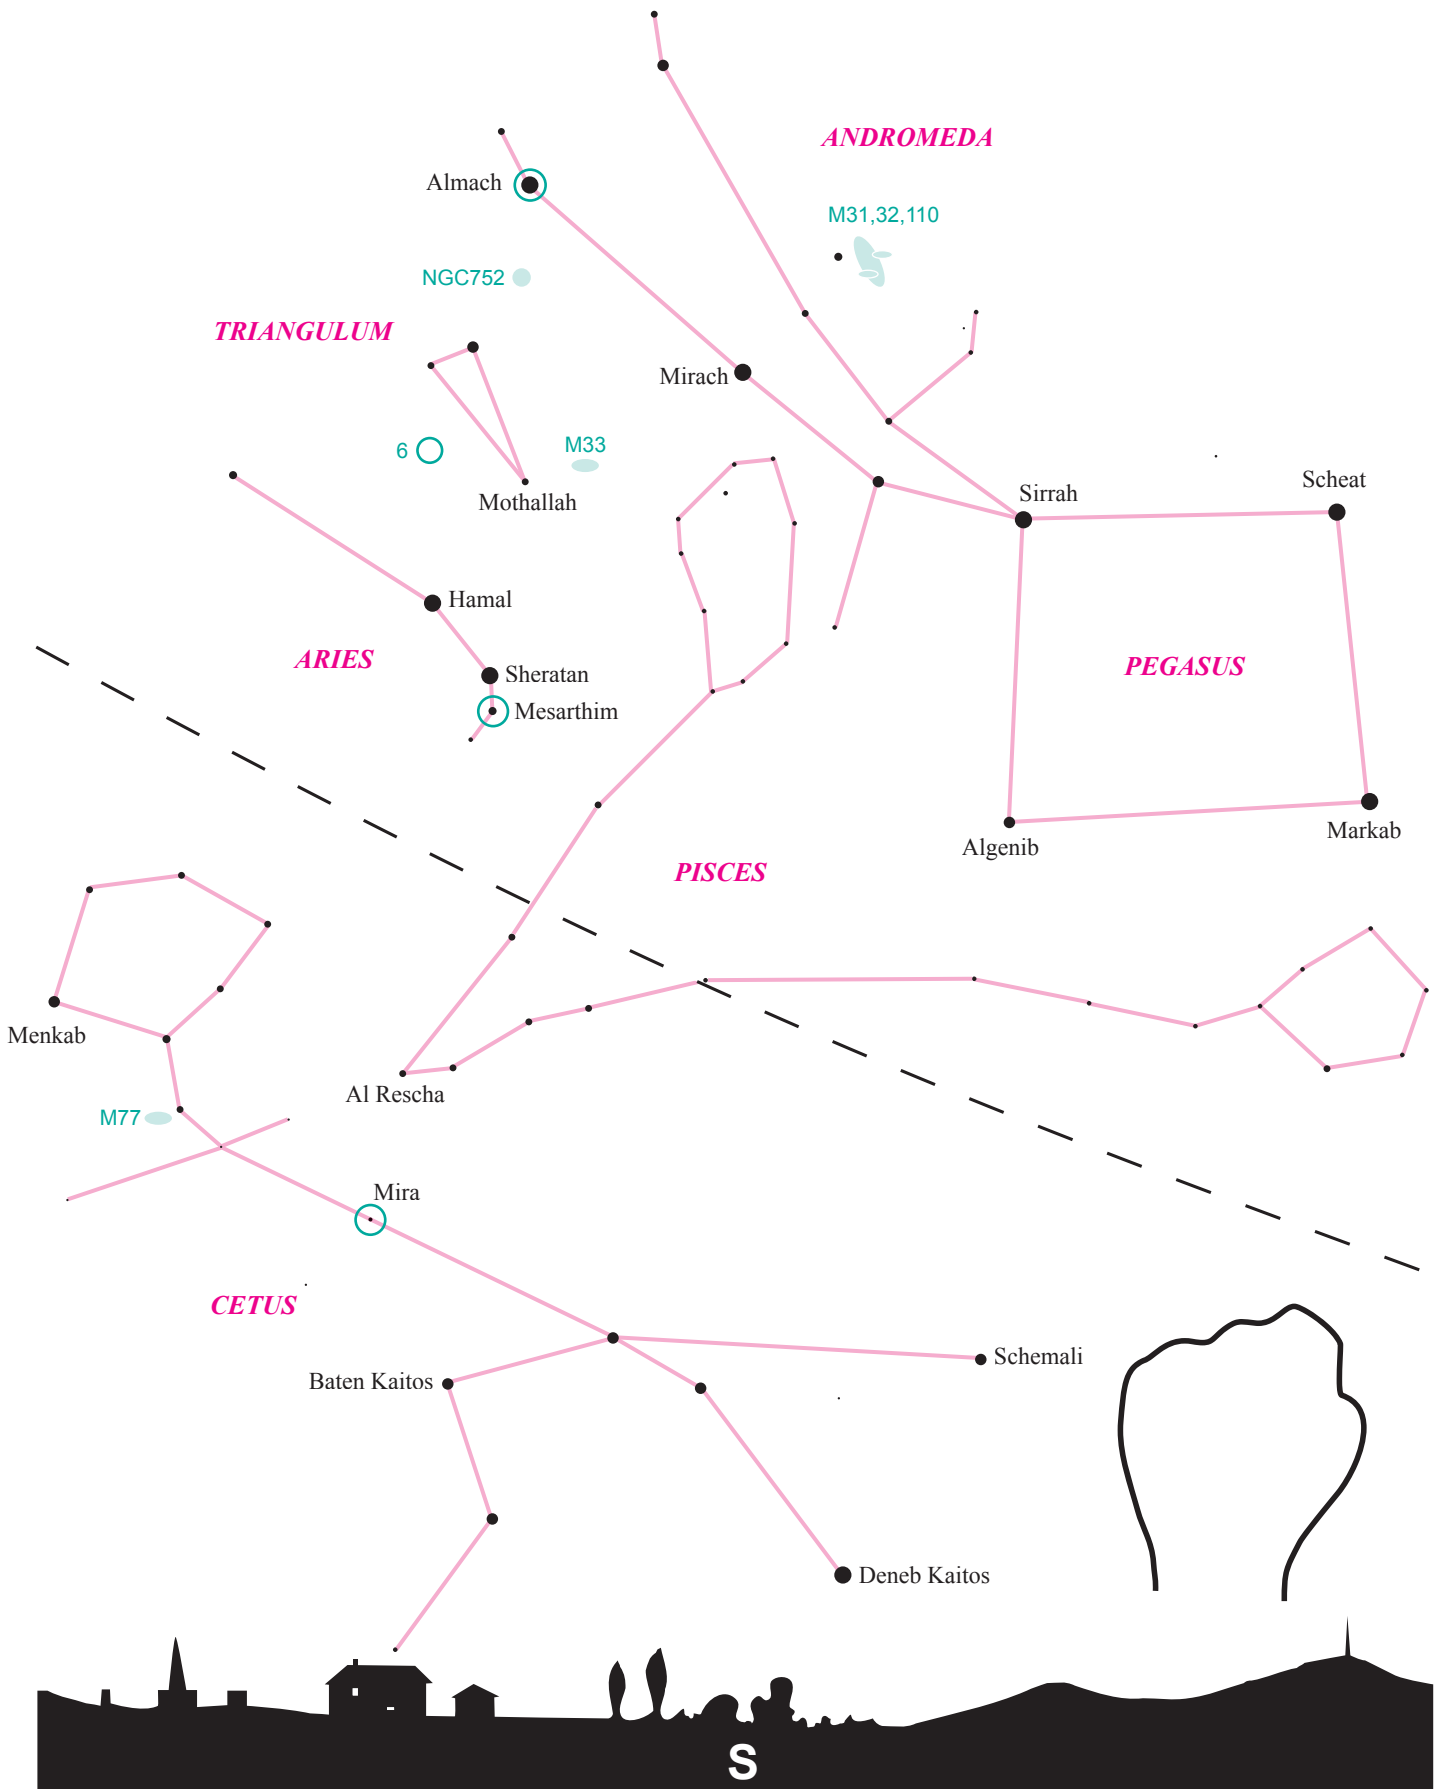 ANDROMEDA
Almach
M31,32,110
NGC752
TRIANGULUM
Mirach
6
M33
Mothallah
Sirrah
Scheat
Hamal
ARIES
Sheratan
PEGASUS
Mesarthim
Algenib
Markab
PISCES
Menkab
Al Rescha
M77
Mira
CETUS
Schemali
Baten Kaitos
Deneb Kaitos
S